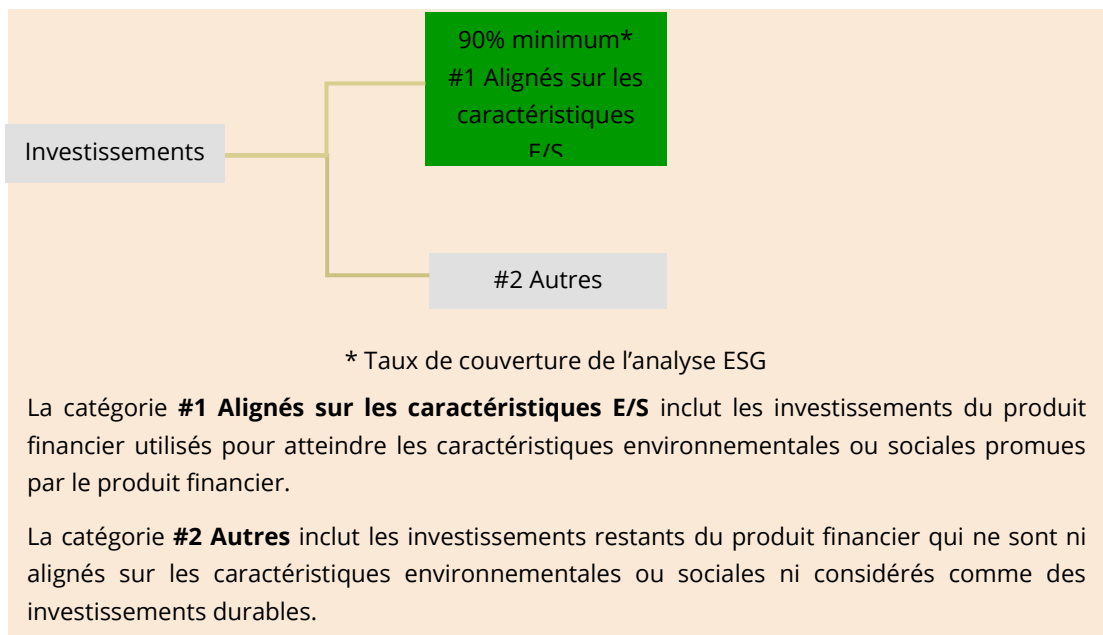 90% minimum*
#1 Alignés sur les
caractéristiques
E/S
Investissements
#2 Autres
* Taux de couverture de l’analyse ESG
La catégorie #1 Alignés sur les caractéristiques E/S inclut les investissements du produit
financier utilisés pour atteindre les caractéristiques environnementales ou sociales promues
par le produit financier.
La catégorie #2 Autres inclut les investissements restants du produit financier qui ne sont ni
alignés sur les caractéristiques environnementales ou sociales ni considérés comme des
investissements durables.